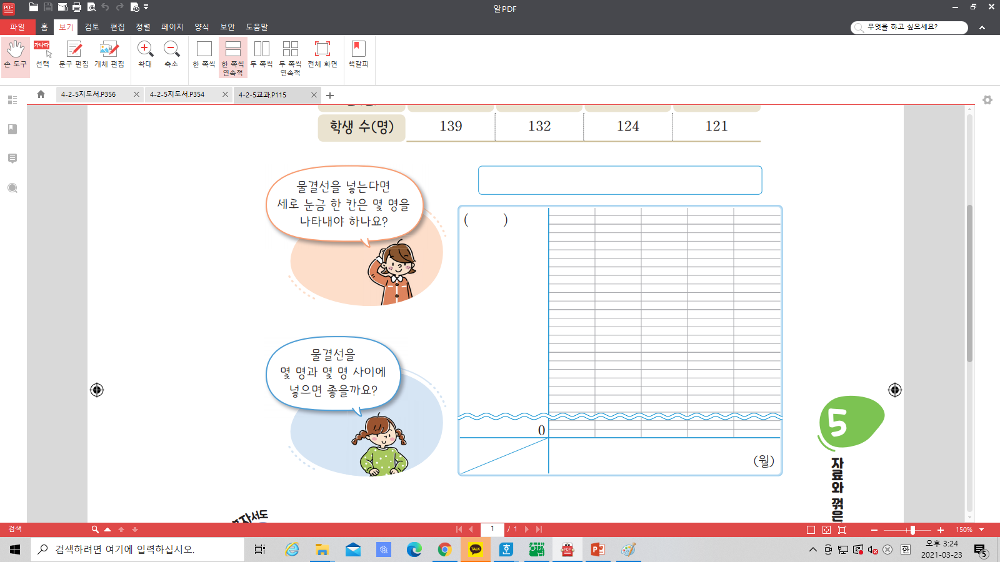 알PDF
파일 홈 보기 검토 편집 정렬 페이지 양식 보안 도움말
무엇을 하고 싶으세요?
가나다
손 도구 선택 문구 편집 개체 편집 확대 축소 한 쪽씩 한 쪽씩 연속적 두 쪽씩 두 쪽씩 연속적 전체 화면 책갈피
4-2-5지도서.P356 4-2-5지도서.P354 4-2-5교과.P115
학생 수(명) 139 132 124 121
물결선을 넣는다면
세로 눈금 한 칸은 몇 명을
나타내야 하나요?
( )
물결선을
몇 명과 몇 명 사이에
넣으면 좋을까요?
0
(월)
5
자료와 꺾은
검색 1 / 1 150%
검색하려면 여기에 입력하십시오.
TALK
한
오후 3:24
2021-03-23
5